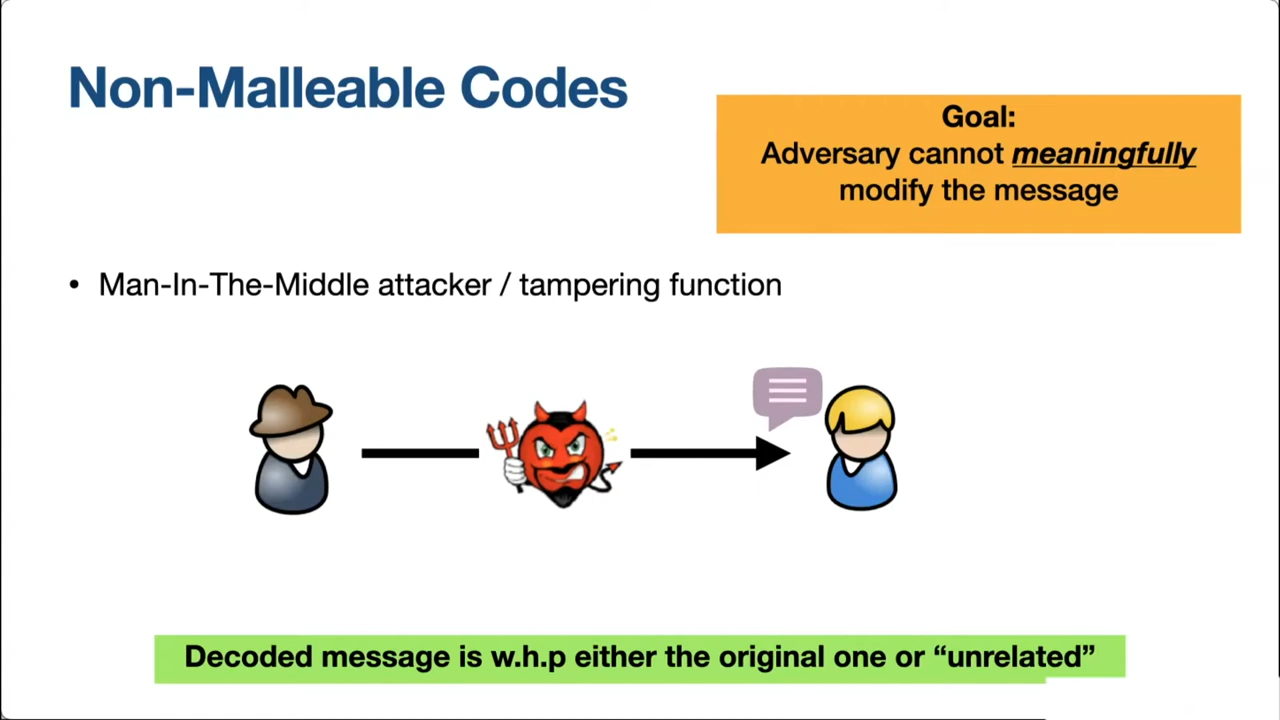 Non-Malleable Codes
Goal:
Adversary cannot meaningfully
modify the message
• Man-In-The-Middle attacker / tampering function
Decoded message is w.h.p either the original one or “unrelated”